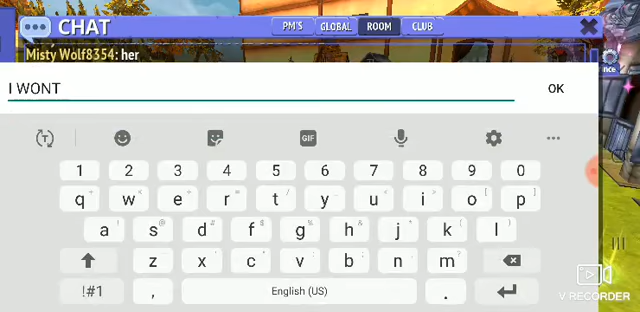 CHAT
PM'S GLOBAL ROOM CLUB
Misty Wolf8354: her
nce
I WONT
OK
T
GIF
1 2 3 4 5 6 7 8 9 0
q w e r t y u i o p
a s d f g h j k l
z x c v b n m
!#1 , English (US) .
V RECORDER